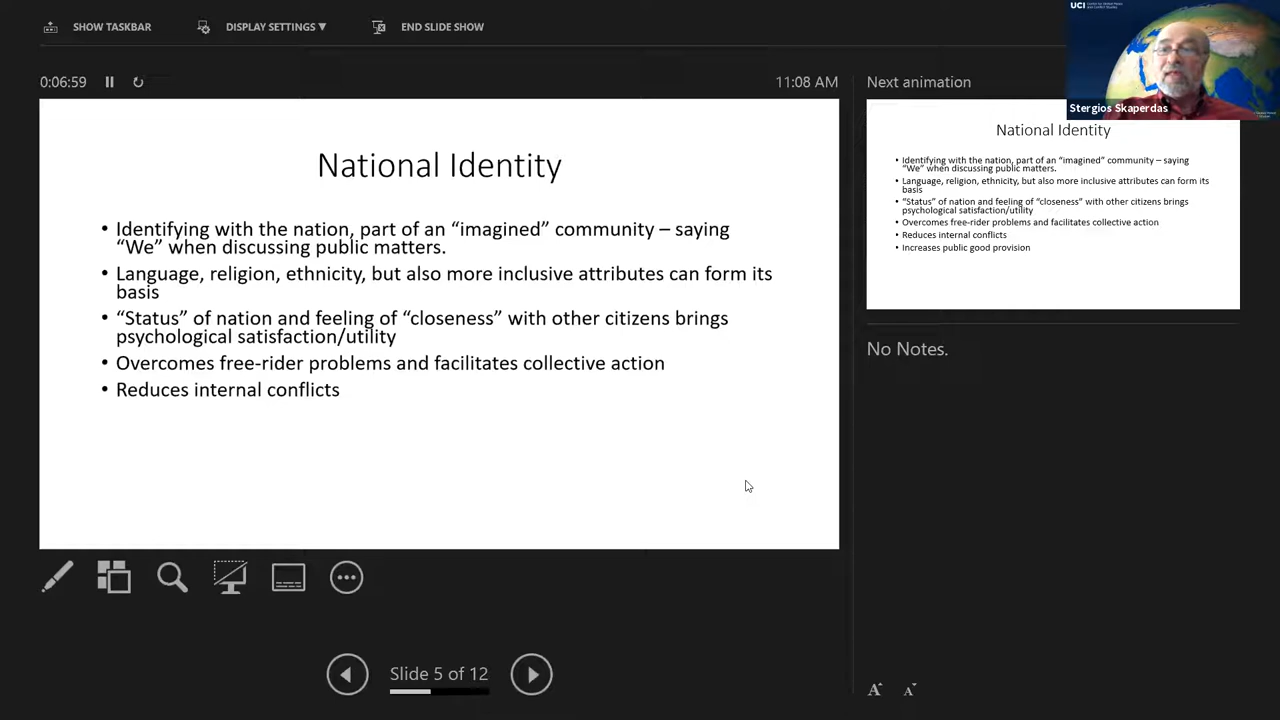 SHOW TASKBAR
DISPLAY SETTINGS ▼
END SLIDE SHOW
UCI
Stergios Skaperdas
0:06:59
11:08 AM
Next animation
National Identity
• Identifying with the nation, part of an “imagined” community – saying
“We” when discussing public matters.
• Language, religion, ethnicity, but also more inclusive attributes can form its
basis
• “Status” of nation and feeling of “closeness” with other citizens brings
psychological satisfaction/utility
• Overcomes free-rider problems and facilitates collective action
• Reduces internal conflicts
National Identity
• Identifying with the nation, part of an “imagined” community – saying
“We” when discussing public matters.
• Language, religion, ethnicity, but also more inclusive attributes can form its
basis
• “Status” of nation and feeling of “closeness” with other citizens brings
psychological satisfaction/utility
• Overcomes free-rider problems and facilitates collective action
• Reduces internal conflicts
• Increases public good provision
No Notes.
Slide 5 of 12
A A